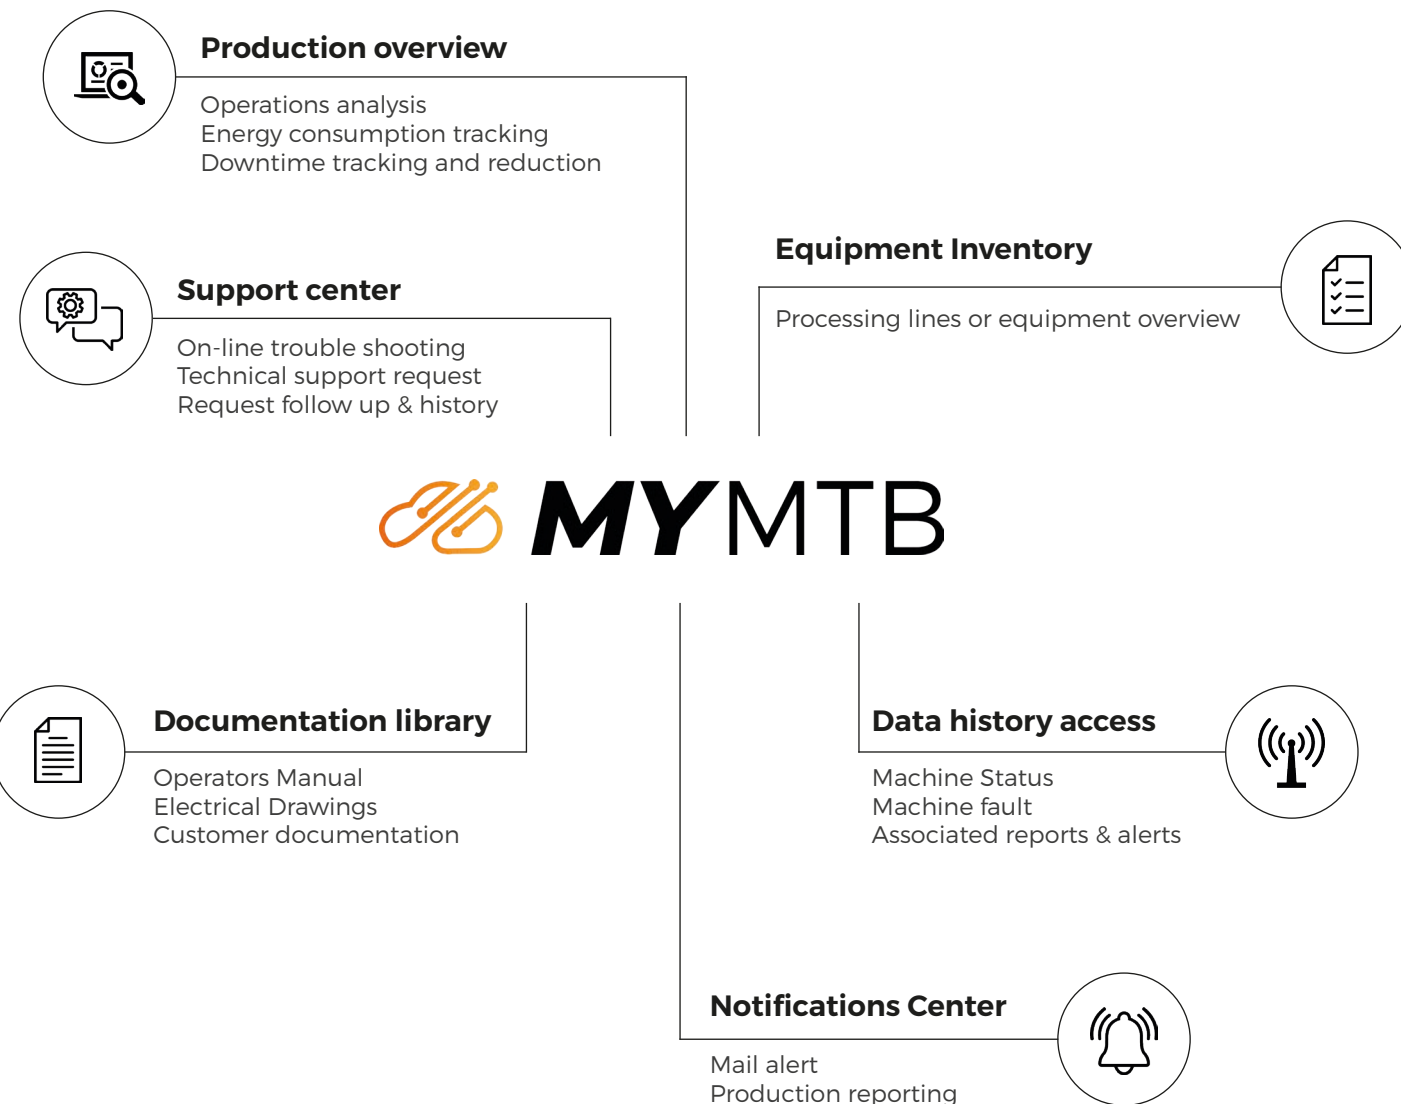 Production overview
Operations analysis
Energy consumption tracking
Downtime tracking and reduction
Equipment Inventory
Processing lines or equipment overview
Support center
On-line trouble shooting
Technical support request
Request follow up & history
MYMTB
Documentation library
Operators Manual
Electrical Drawings
Customer documentation
Data history access
Machine Status
Machine fault
Associated reports & alerts
Notifications Center
Mail alert
Production reporting